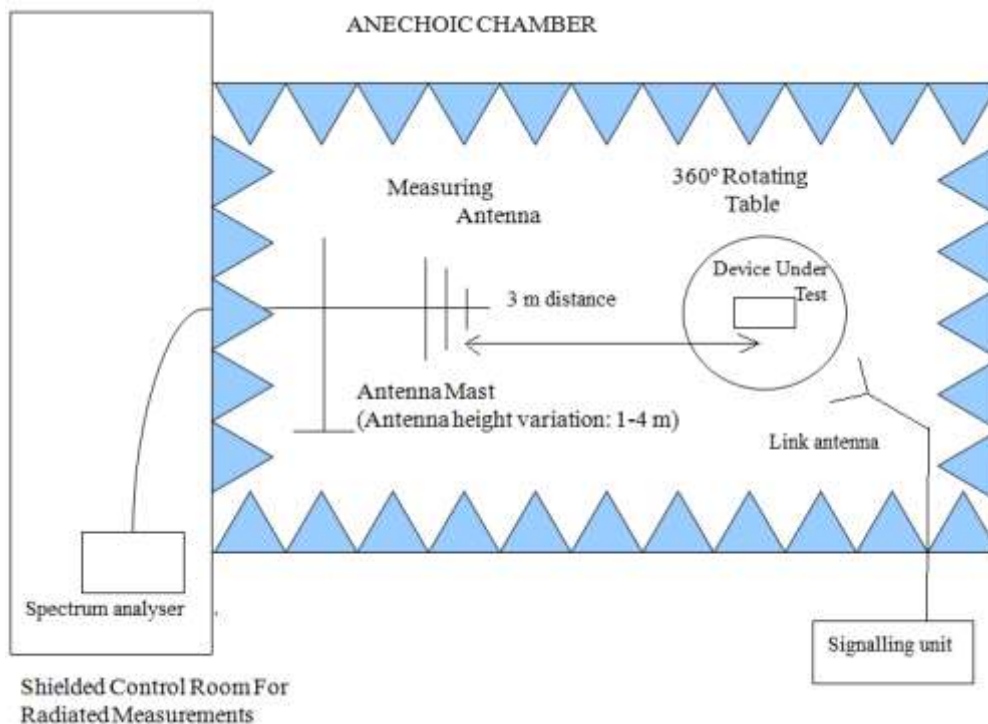 ANECHOIC CHAMBER
Measuring
Antenna
360º Rotating
Table
Device Under
Test
3 m distance
Antenna Mast
(Antenna height variation: 1-4 m)
Link antenna
Spectrum analyser
Signalling unit
Shielded Control Room For
Radiated Measurements